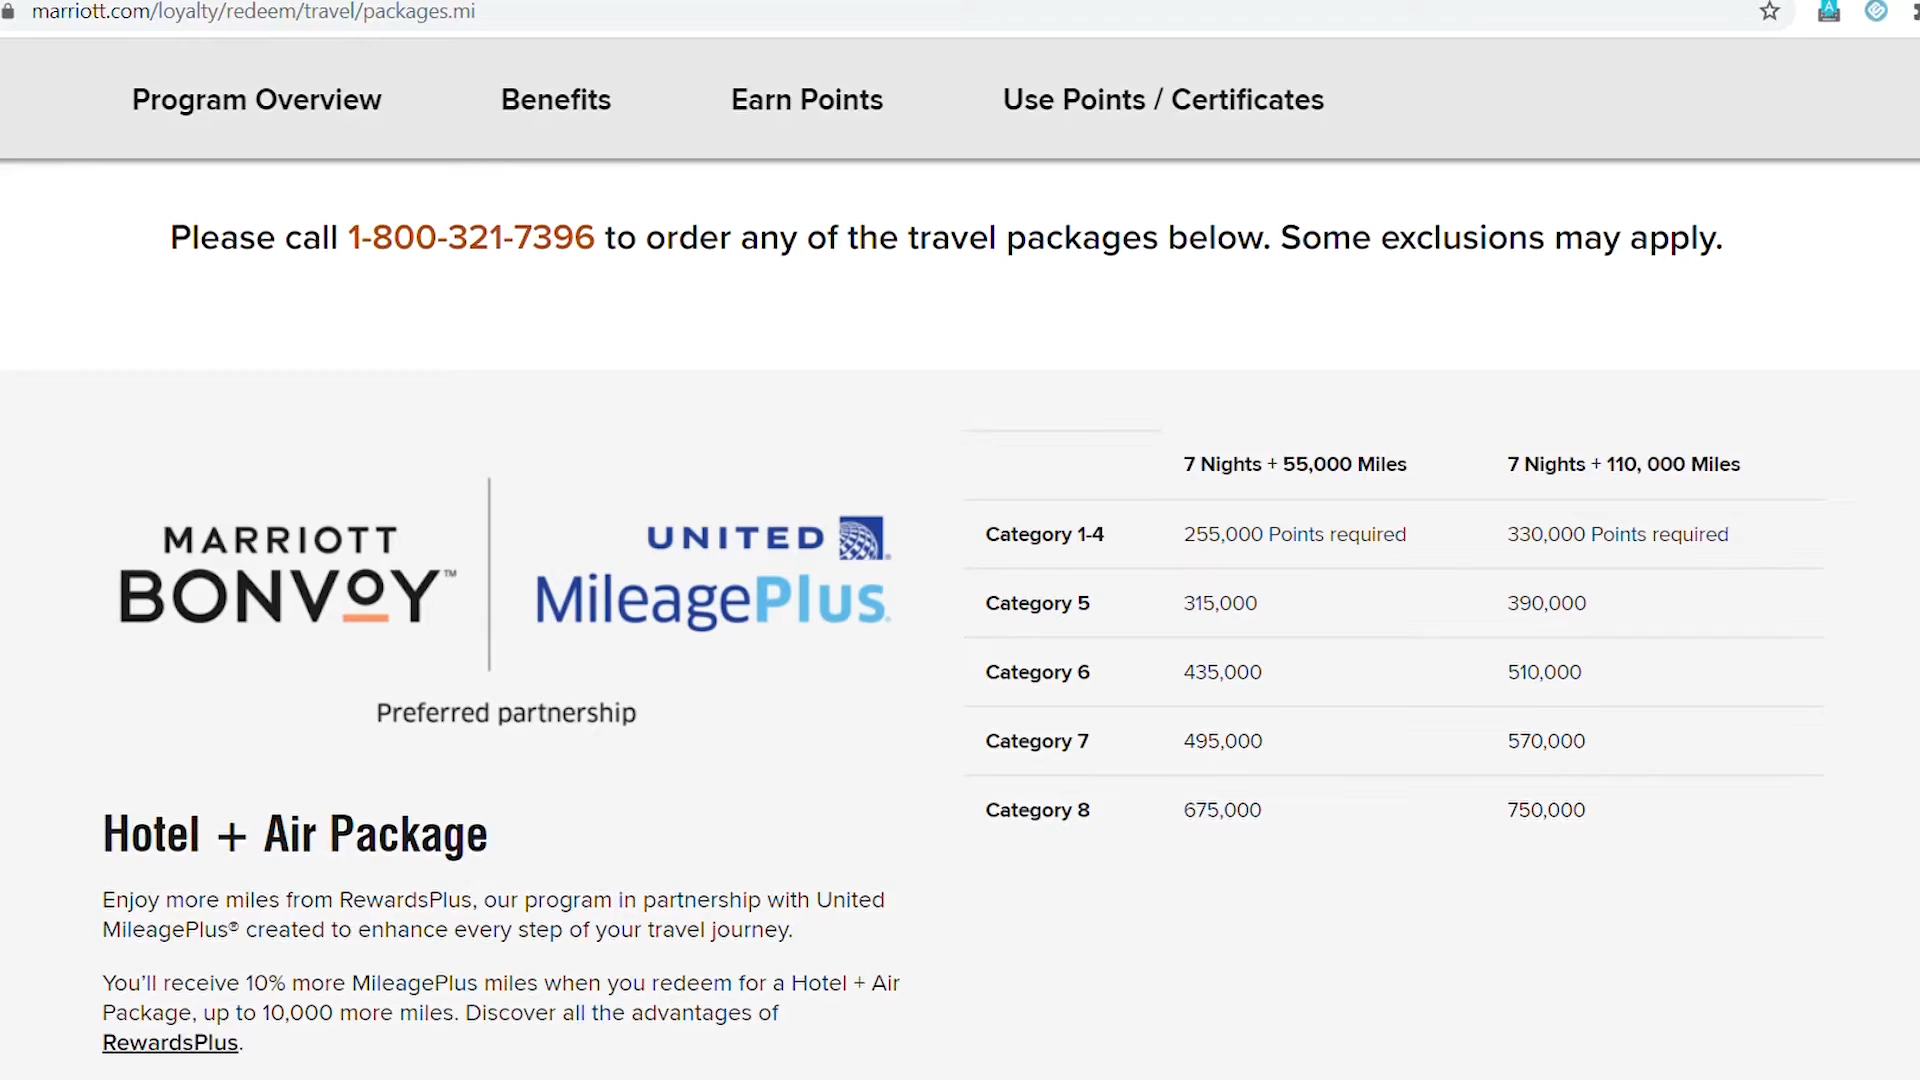 marriott.com/loyalty/redeem/travel/packages.mi
Program Overview
Benefits
Earn Points
Use Points / Certificates
Please call 1-800-321-7396 to order any of the travel packages below. Some exclusions may apply.
MARRIOTT
BONVOY™
UNITED
MileagePlus®
Preferred partnership
Hotel + Air Package
Enjoy more miles from RewardsPlus, our program in partnership with United
MileagePlus® created to enhance every step of your travel journey.
You'll receive 10% more MileagePlus miles when you redeem for a Hotel + Air
Package, up to 10,000 more miles. Discover all the advantages of
RewardsPlus.
7 Nights + 55,000 Miles
7 Nights + 110, 000 Miles
Category 1-4
255,000 Points required
330,000 Points required
Category 5
315,000
390,000
Category 6
435,000
510,000
Category 7
495,000
570,000
Category 8
675,000
750,000